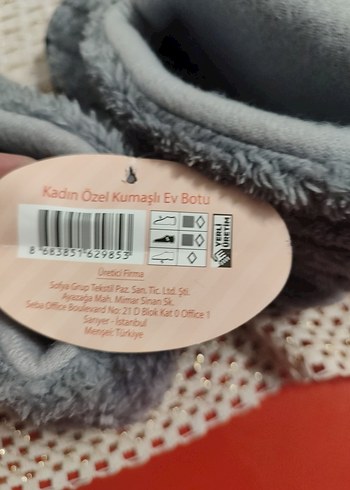 Kadın Özel Kumaşlı Ev Botu
8 683851 629853
YERLİ
ÜRETİM
Üretici Firma
Sofya Grup Tekstil Paz. San. Tic. Ltd. Şti.
Ayazağa Mah. Mimar Sinan Sk.
Seba Office Boulevard No: 21 D Blok Kat 0 Office 1
Sarıyer - İstanbul
Menşei: Türkiye